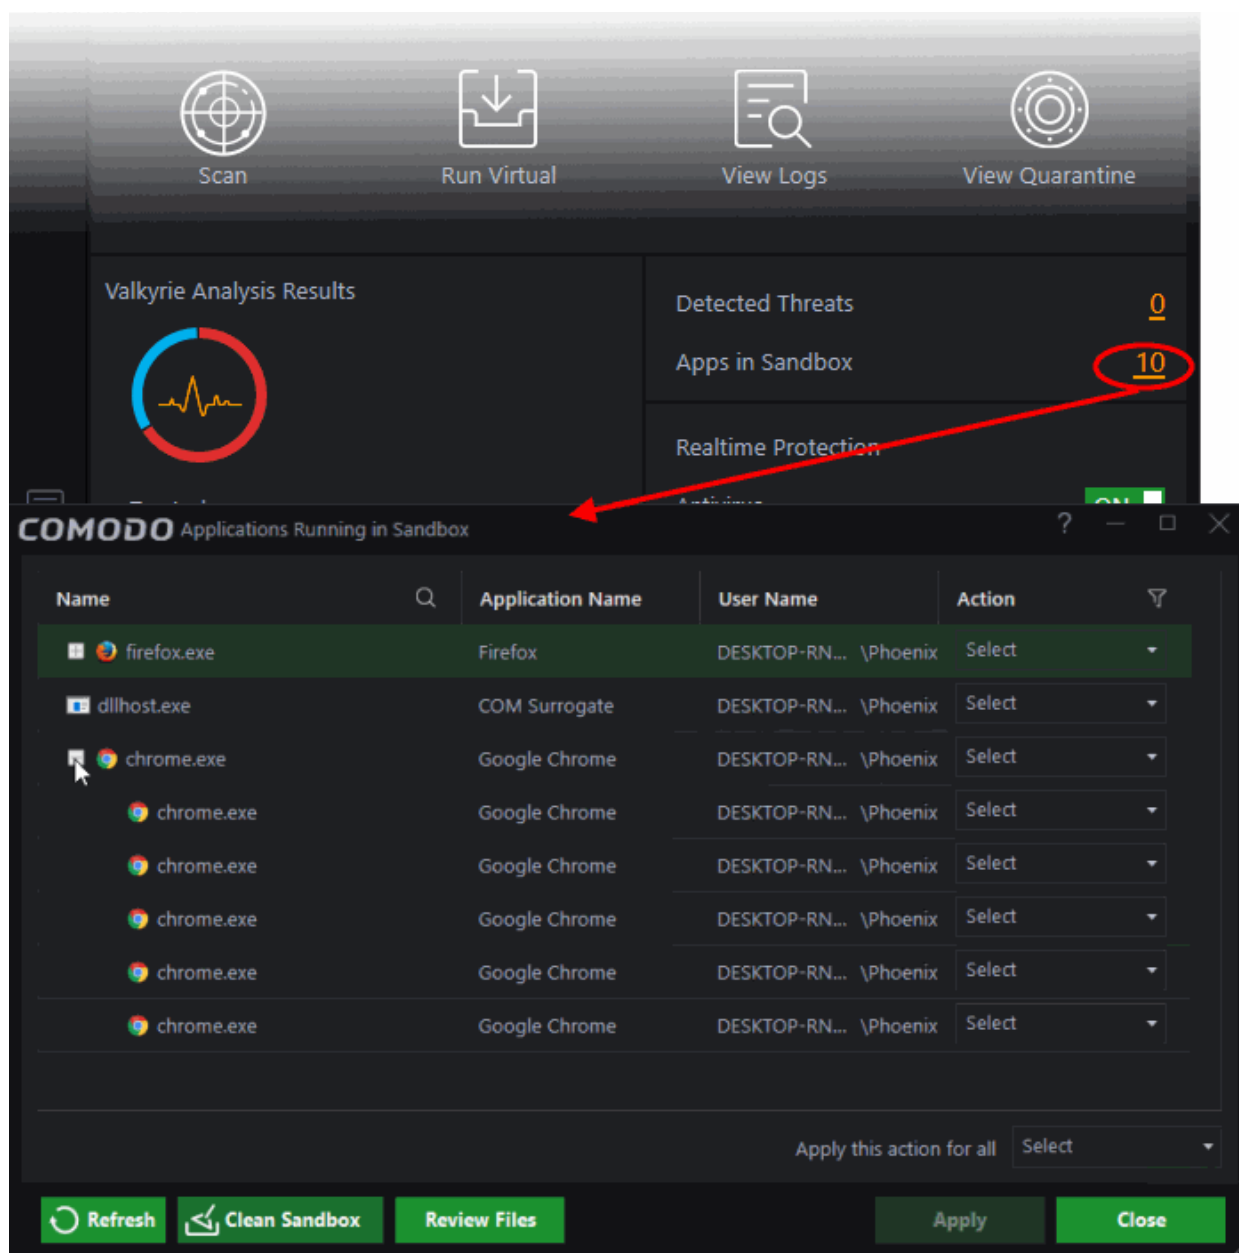 Scan
Run Virtual
View Logs
View Quarantine
Valkyrie Analysis Results
Detected Threats 0
Apps in Sandbox 10
Realtime Protection
Antivirus ON
COMODO Applications Running in Sandbox ?
Name Application Name User Name Action
firefox.exe Firefox DESKTOP-RN... \Phoenix Select
dllhost.exe COM Surrogate DESKTOP-RN... \Phoenix Select
chrome.exe Google Chrome DESKTOP-RN... \Phoenix Select
chrome.exe Google Chrome DESKTOP-RN... \Phoenix Select
chrome.exe Google Chrome DESKTOP-RN... \Phoenix Select
chrome.exe Google Chrome DESKTOP-RN... \Phoenix Select
chrome.exe Google Chrome DESKTOP-RN... \Phoenix Select
chrome.exe Google Chrome DESKTOP-RN... \Phoenix Select
Apply this action for all Select
Refresh
Clean Sandbox
Review Files
Apply
Close